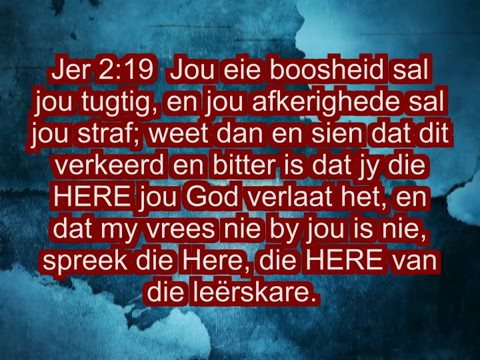 Jer 2:19  Jou eie boosheid sal
jou tugtig, en jou afkerighede sal
jou straf; weet dan en sien dat dit
verkeerd en bitter is dat jy die
HERE jou God verlaat het, en
dat my vrees nie by jou is nie,
spreek die Here, die HERE van
die leërskare.